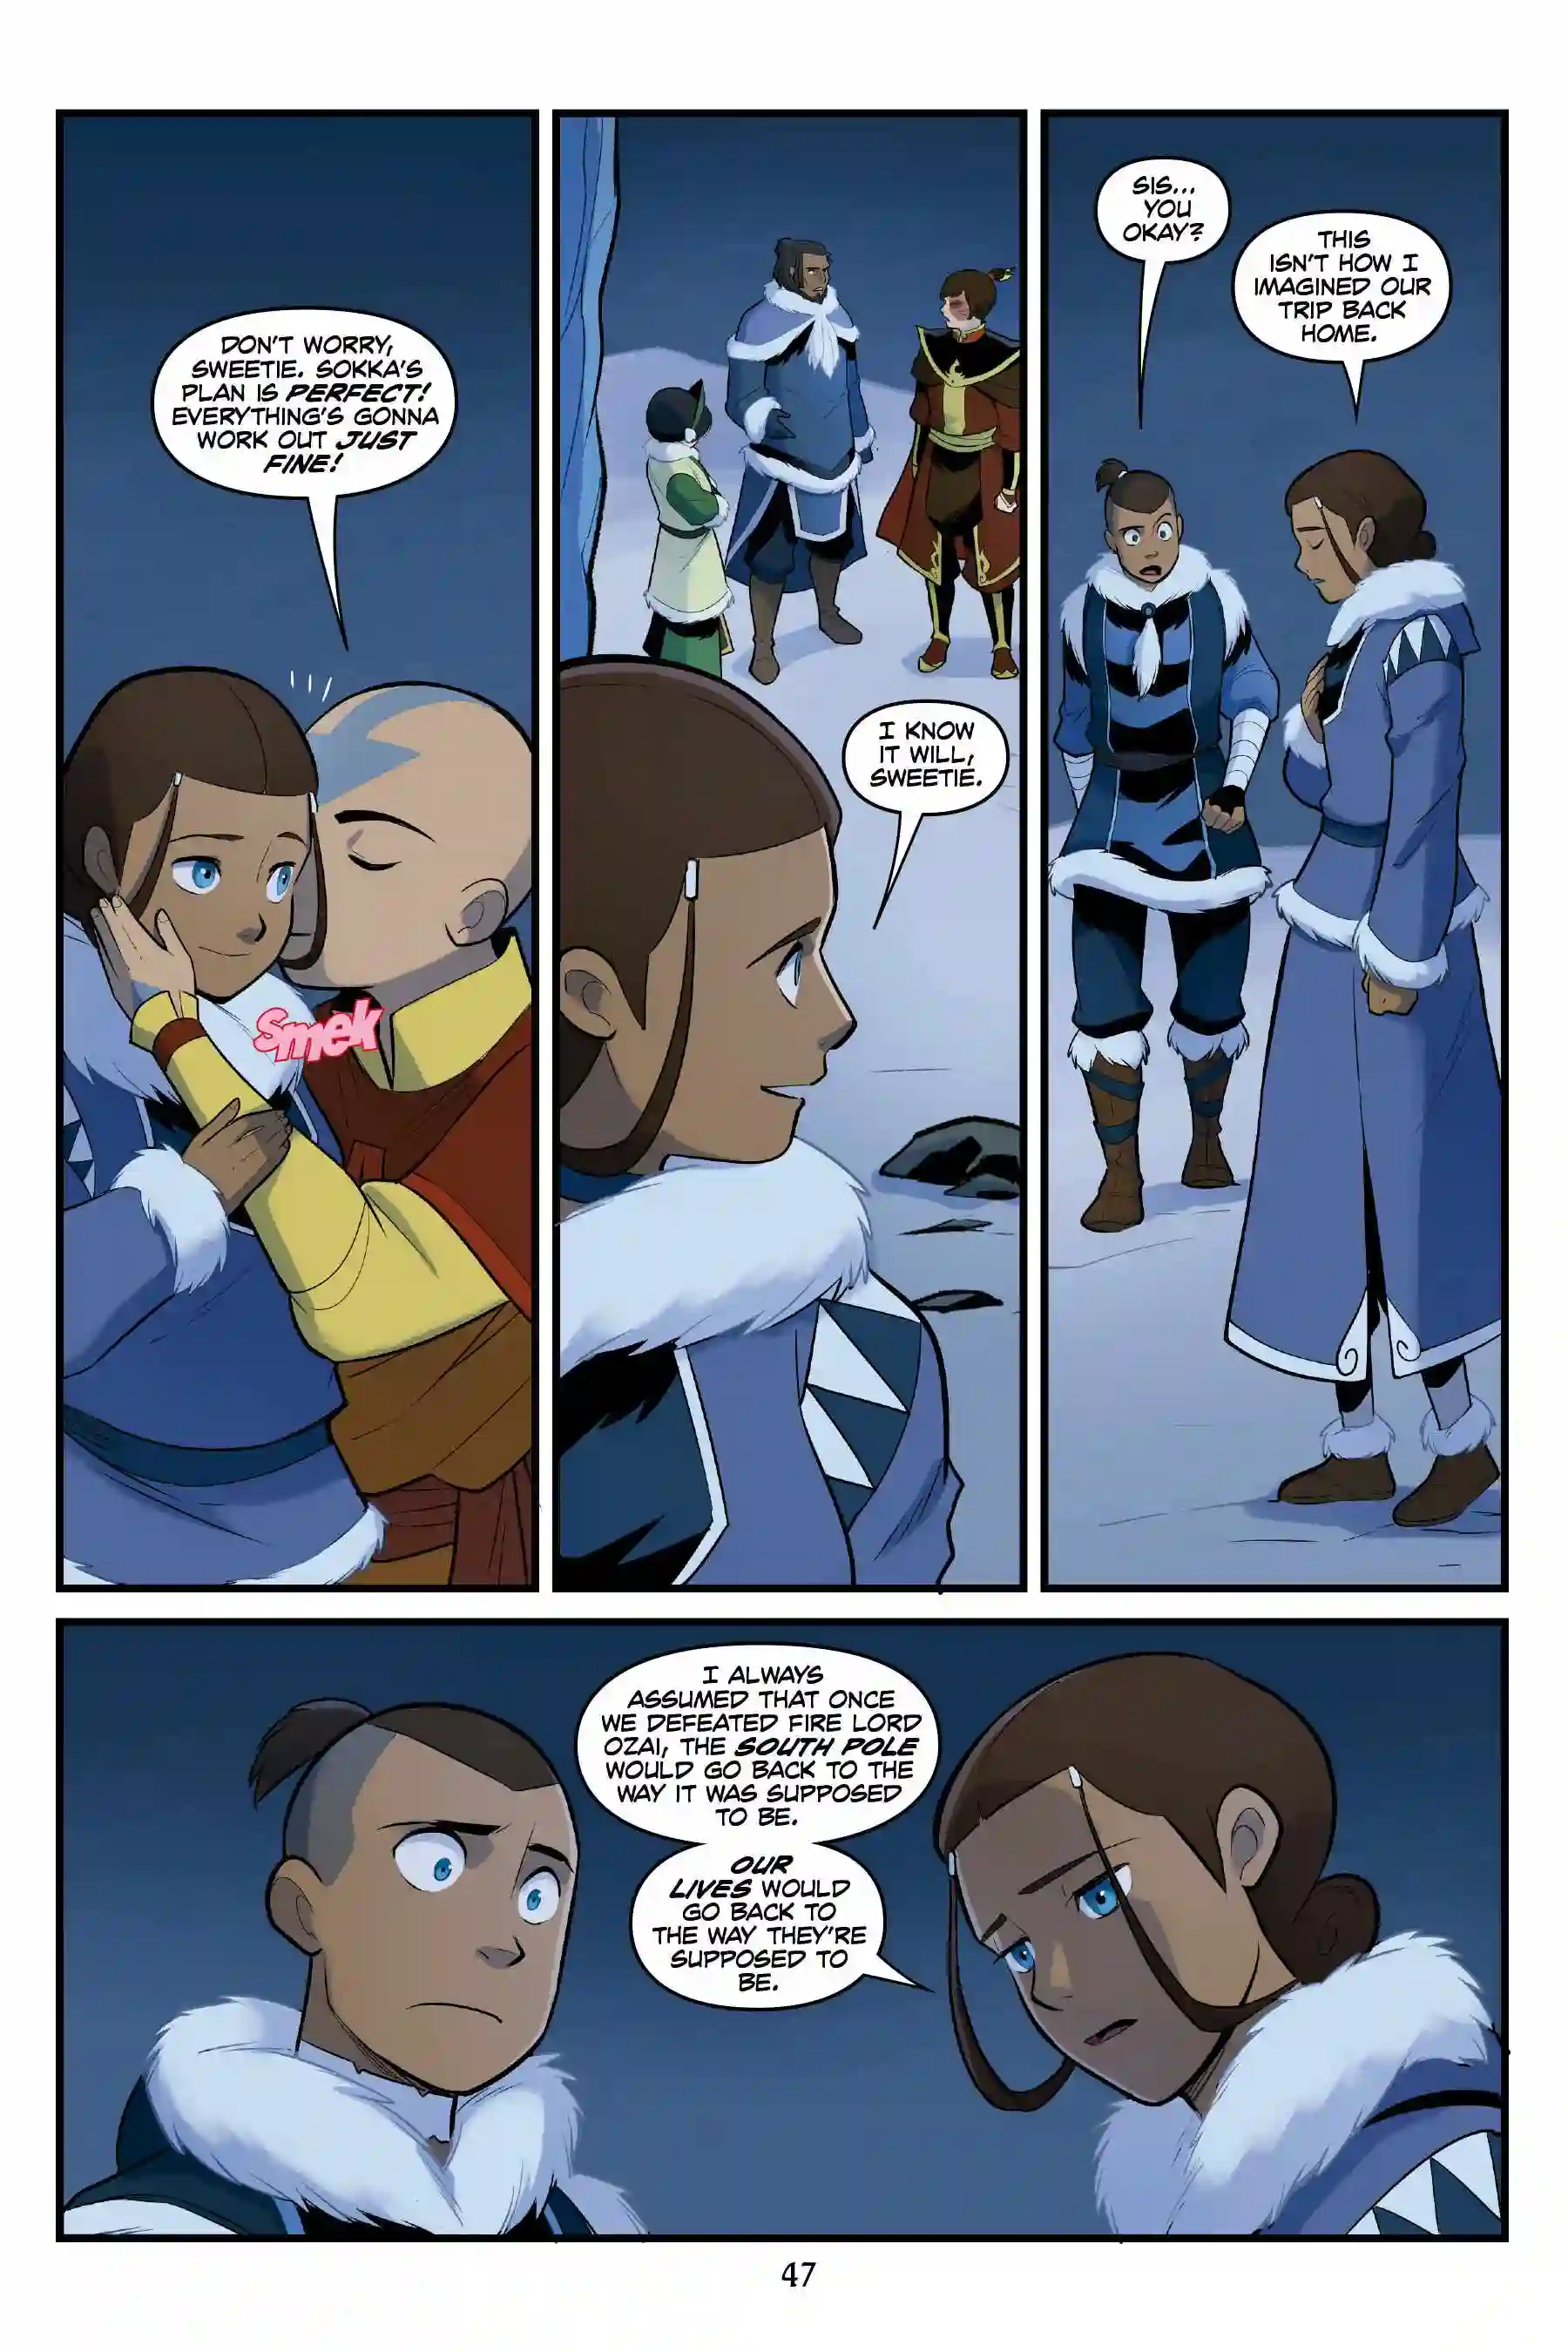 DON'T WORRY,
SWEETIE. SOKKA'S
PLAN IS PERFECT!
EVERYTHING'S GONNA
WORK OUT JUST
FINE!
Smek
I KNOW
IT WILL,
SWEETIE.
SIS...
YOU
OKAY?
THIS
ISN'T HOW I
IMAGINED OUR
TRIP BACK
HOME.
I ALWAYS
ASSUMED THAT ONCE
WE DEFEATED FIRE LORD
OZAI, THE SOUTH POLE
WOULD GO BACK TO THE
WAY IT WAS SUPPOSED
TO BE.
OUR
LIVES WOULD
GO BACK TO
THE WAY THEY'RE
SUPPOSED TO
BE.
47